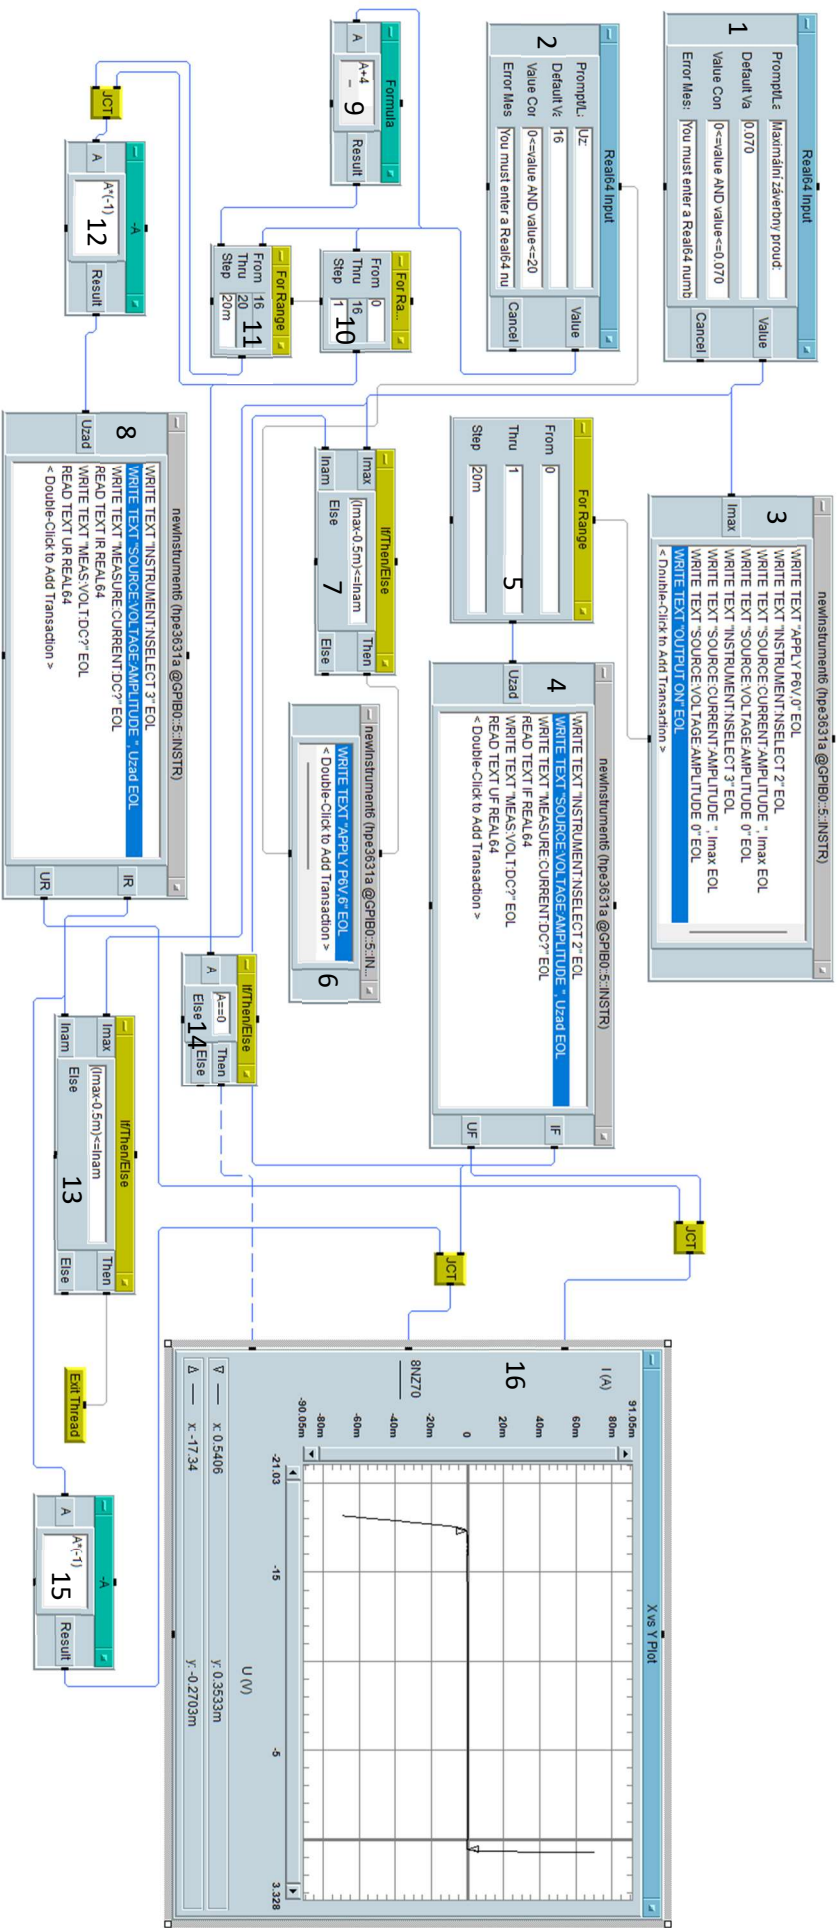 Real64 Input
1
Prompt/La
Maximální záverbny proud:
Default Va
0.070
Value Con
0<=value AND value<=0.070
Error Mes:
You must enter a Real64 numb
Value
Cancel
Real64 Input
2
Prompt/L:
Uz:
Default Va
16
Value Cor
0<=value AND value<=20
Error Mes
You must enter a Real64 nu
Value
Cancel
newInstrument6 (hpe3631a @GPIB0::5::INSTR)
3
Imax
WRITE TEXT "APPLY P6V,0" EOL
WRITE TEXT "INSTRUMENT:NSELECT 2" EOL
WRITE TEXT "SOURCE:CURRENT:AMPLITUDE ", Imax EOL
WRITE TEXT "SOURCE:VOLTAGE:AMPLITUDE 0" EOL
WRITE TEXT "INSTRUMENT:NSELECT 3" EOL
WRITE TEXT "SOURCE:CURRENT:AMPLITUDE ", Imax EOL
WRITE TEXT "SOURCE:VOLTAGE:AMPLITUDE 0" EOL
WRITE TEXT "OUTPUT ON" EOL
< Double-Click to Add Transaction >
For Range
From
0
Thru
1
Step
20m
5
newInstrument6 (hpe3631a @GPIB0::5::INSTR)
4
Uzad
WRITE TEXT "INSTRUMENT:NSELECT 2" EOL
WRITE TEXT "SOURCE:VOLTAGE:AMPLITUDE ", Uzad EOL
WRITE TEXT "MEASURE:CURRENT:DC?" EOL
READ TEXT IF REAL64
WRITE TEXT "MEAS:VOLT:DC?" EOL
READ TEXT UF REAL64
< Double-Click to Add Transaction >
IF
UF
If/Then/Else
Imax
Inam
(Imax-0.5m)<=Inam
Else
7
Then
Else
newInstrument6 (hpe3631a @GPIB0::5::IN...
WRITE TEXT "APPLY P6V,6" EOL
< Double-Click to Add Transaction >
6
Formula
A
A+4
9
Result
For Ra...
From
0
Thru
16
Step
1
10
For Range
From
16
Thru
20
Step
20m
11
JCT
-A
A
A*(-1)
12
Result
newInstrument6 (hpe3631a @GPIB0::5::INSTR)
8
Uzad
WRITE TEXT "INSTRUMENT:NSELECT 3" EOL
WRITE TEXT "SOURCE:VOLTAGE:AMPLITUDE ", Uzad EOL
WRITE TEXT "MEASURE:CURRENT:DC?" EOL
READ TEXT IR REAL64
WRITE TEXT "MEAS:VOLT:DC?" EOL
READ TEXT UR REAL64
< Double-Click to Add Transaction >
IR
UR
If/Then/Else
A
A==0
Else
14
Then
Else
If/Then/Else
Imax
Inam
(Imax-0.5m)<=Inam
Else
13
Then
Else
Exit Thread
-A
A
A*(-1)
15
Result
JCT
JCT
X vs Y Plot
16
I (A)
8NZ70
91.05m
80m
60m
40m
20m
0
-20m
-40m
-60m
-80m
-90.05m
-21.03
-15
-5
3.328
U (V)
x: 0.5406
y: 0.3533m
x: -17.34
y: -0.2703m